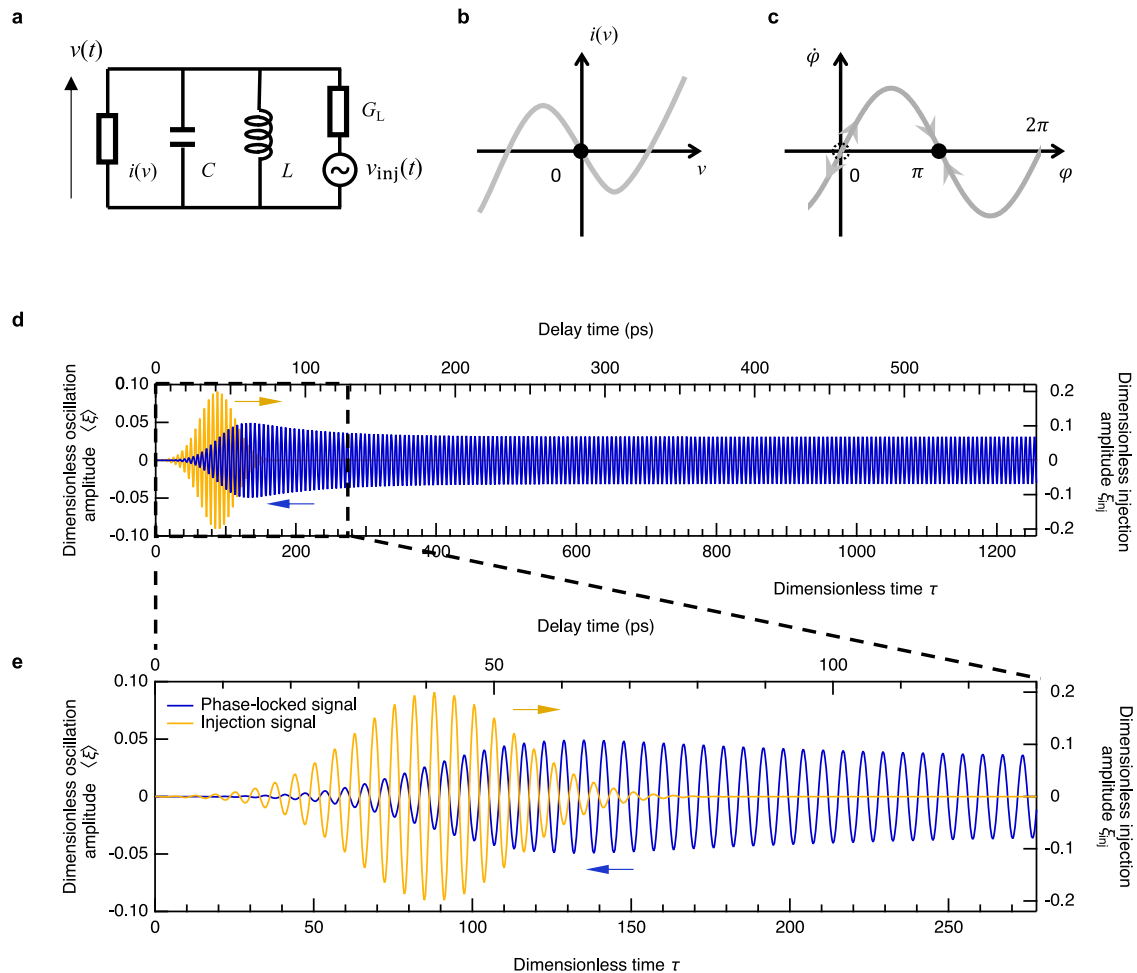 a
v(t)
i(v)
C
L
G_L
v_inj(t)
b
i(v)
0
v
c
φ̇
2π
0
π
φ
d
Delay time (ps)
0 100 200 300 400 500
Dimensionless oscillation
amplitude ⟨ξ⟩
0.10
0.05
0
-0.05
-0.10
0.2
0.1
0
-0.1
-0.2
Dimensionless injection
amplitude ξ_inj
0 200 400 600 800 1000 1200
Dimensionless time τ
e
Delay time (ps)
0 50 100
Dimensionless oscillation
amplitude ⟨ξ⟩
0.10
0.05
0
-0.05
-0.10
Phase-locked signal
Injection signal
0.2
0.1
0
-0.1
-0.2
Dimensionless injection
amplitude ξ_inj
0 50 100 150 200 250
Dimensionless time τ